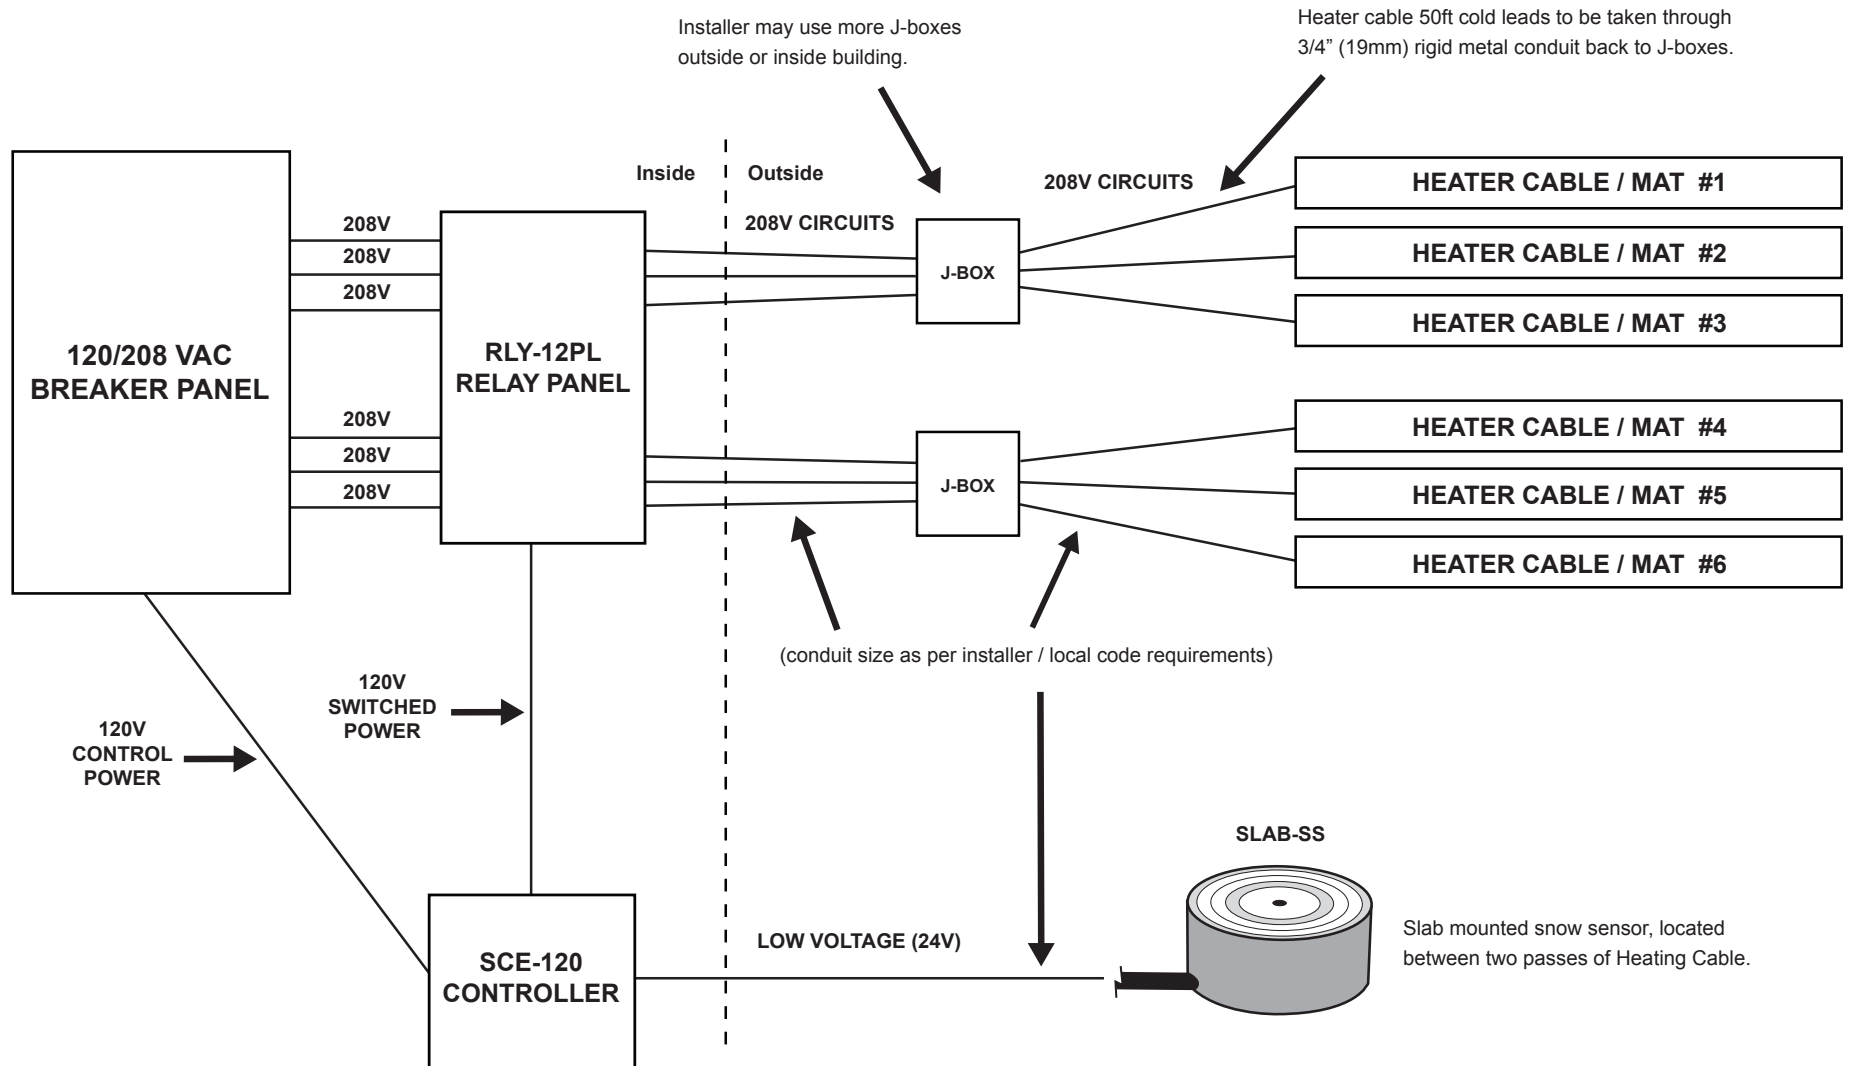 Installer may use more J-boxes
outside or inside building.
Heater cable 50ft cold leads to be taken through
3/4” (19mm) rigid metal conduit back to J-boxes.
Inside
Outside
208V CIRCUITS
208V CIRCUITS
208V
208V
208V
208V
208V
208V
120/208 VAC
BREAKER PANEL
RLY-12PL
RELAY PANEL
J-BOX
J-BOX
HEATER CABLE / MAT #1
HEATER CABLE / MAT #2
HEATER CABLE / MAT #3
HEATER CABLE / MAT #4
HEATER CABLE / MAT #5
HEATER CABLE / MAT #6
(conduit size as per installer / local code requirements)
120V
SWITCHED
POWER
120V
CONTROL
POWER
SLAB-SS
LOW VOLTAGE (24V)
Slab mounted snow sensor, located
between two passes of Heating Cable.
SCE-120
CONTROLLER